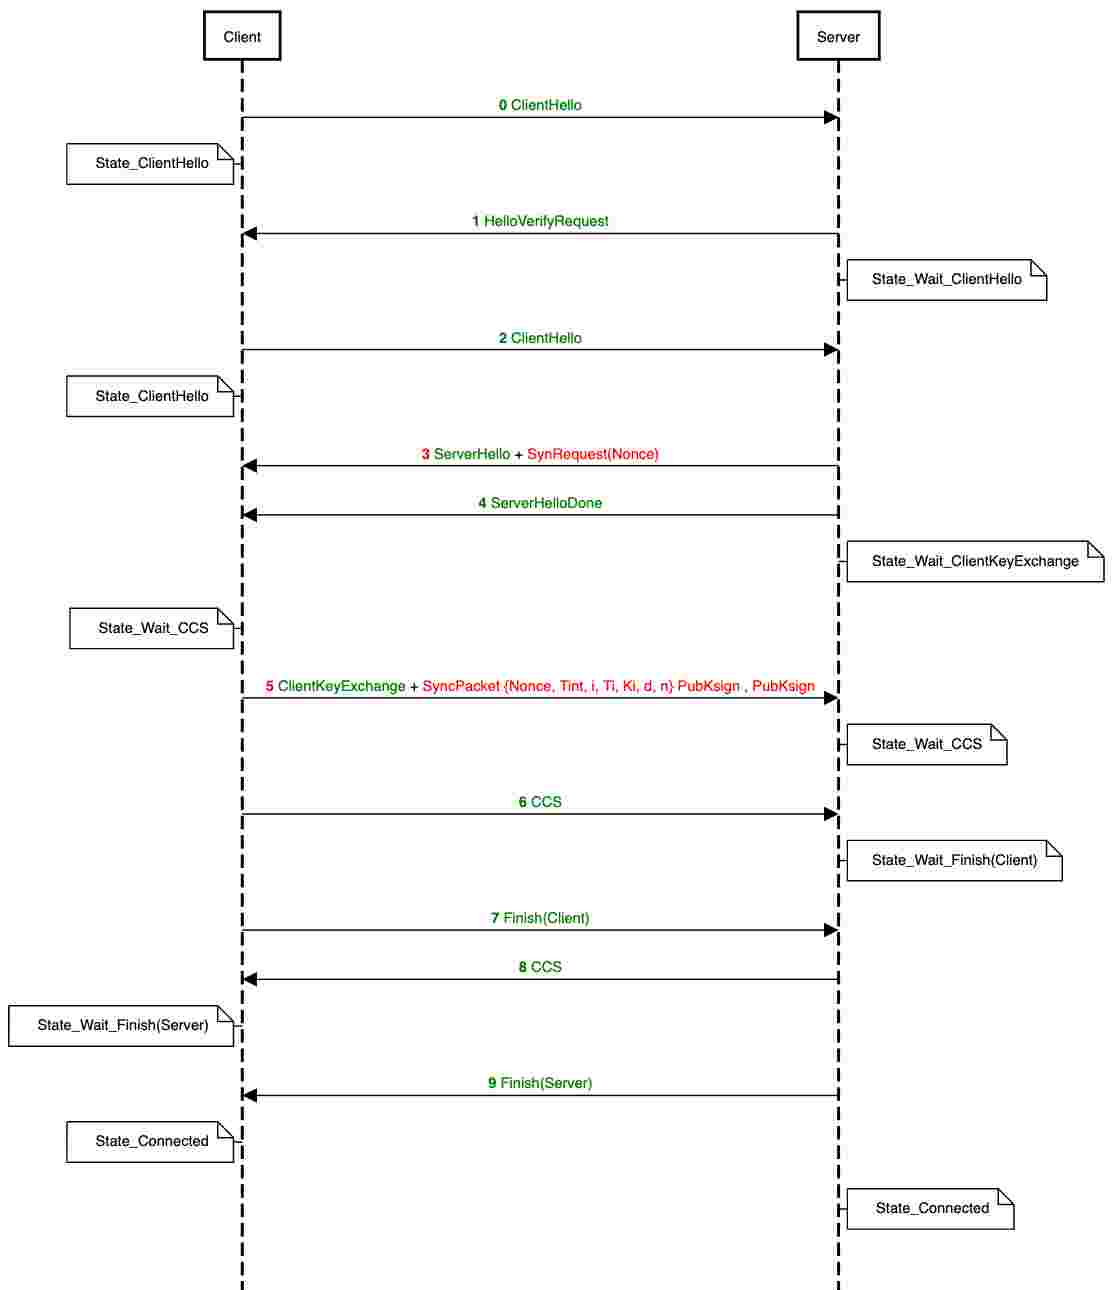 Client
Server
0 ClientHello
State_ClientHello
1 HelloVerifyRequest
State_Wait_ClientHello
2 ClientHello
State_ClientHello
3 ServerHello + SynRequest(Nonce)
4 ServerHelloDone
State_Wait_ClientKeyExchange
State_Wait_CCS
5 ClientKeyExchange + SyncPacket {Nonce, Tint, i, Ti, Ki, d, n} PubKsign , PubKsign
State_Wait_CCS
6 CCS
State_Wait_Finish(Client)
7 Finish(Client)
8 CCS
State_Wait_Finish(Server)
9 Finish(Server)
State_Connected
State_Connected